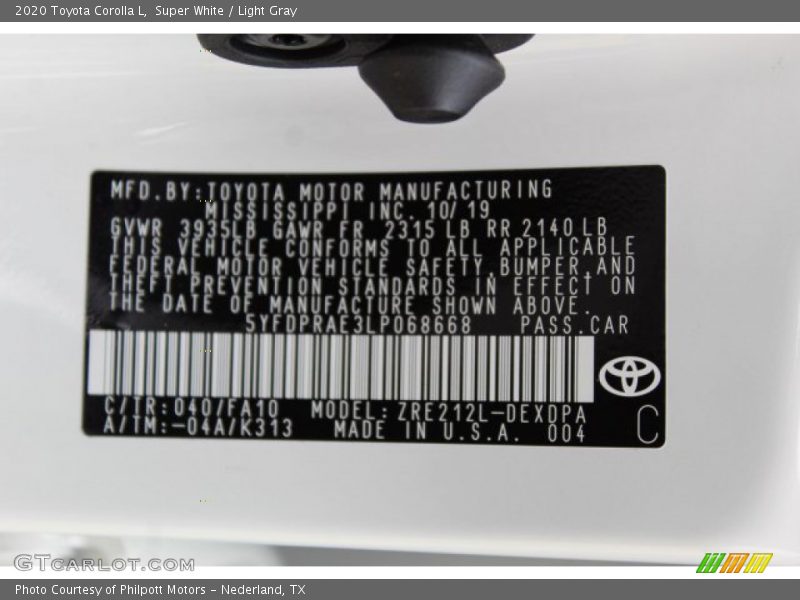 2020 Toyota Corolla L,  Super White / Light Gray
MFD.BY:TOYOTA MOTOR MANUFACTURING
MISSISSIPPI INC. 10/19
GVWR 3935LB GAWR FR 2315 LB RR 2140 LB
THIS VEHICLE CONFORMS TO ALL APPLICABLE
FEDERAL MOTOR VEHICLE SAFETY,BUMPER,AND
THEFT PREVENTION STANDARDS IN EFFECT ON
THE DATE OF MANUFACTURE SHOWN ABOVE.
5YFDPRAE3LP068668 PASS.CAR
C/TR:040/FA10 MODEL:ZRE212L-DEXDPA
A/TM:-04A/K313 MADE IN U.S.A. 004 C
GTCARLOT.COM
Photo Courtesy of Philpott Motors - Nederland, TX